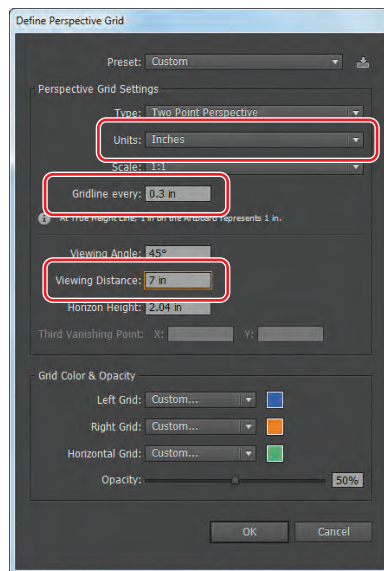 Define Perspective Grid
Preset: Custom
Perspective Grid Settings
Type: Two Point Perspective
Units: Inches
Scale: 1:1
Gridline every: 0.3 in
At True Height Line, 1 in on the Artboard represents 1 in.
Viewing Angle: 45°
Viewing Distance: 7 in
Horizon Height: 2.04 in
Third Vanishing Point: X: Y:
Grid Color & Opacity
Left Grid: Custom...
Right Grid: Custom...
Horizontal Grid: Custom...
Opacity: 50%
OK Cancel